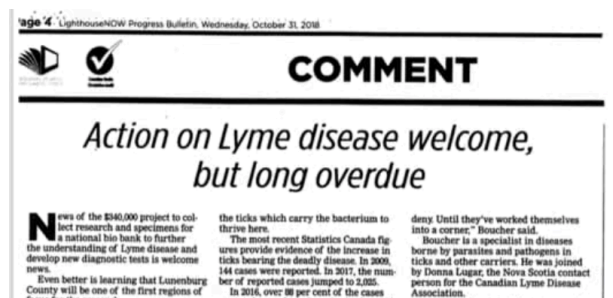 age 4 LighthouseNOW Progress Bulletin, Wednesday, October 31, 2018
COMMENT
Action on Lyme disease welcome,
but long overdue
News of the $340,000 project to col-
lect research and specimens for
a national bio bank to further
the understanding of Lyme disease and
develop new diagnostic tests is welcome
news.
Even better is learning that Lunenburg
County will be one of the first regions of
the ticks which carry the bacterium to
thrive here.
The most recent Statistics Canada fig-
ures provide evidence of the increase in
ticks bearing the deadly disease. In 2009,
144 cases were reported. In 2017, the num-
ber of reported cases jumped to 2,025.
In 2016, over 88 per cent of the cases
deny. Until they've worked themselves
into a corner," Boucher said.
Boucher is a specialist in diseases
borne by parasites and pathogens in
ticks and other carriers. He was joined
by Donna Lugar, the Nova Scotia contact
person for the Canadian Lyme Disease
Association.